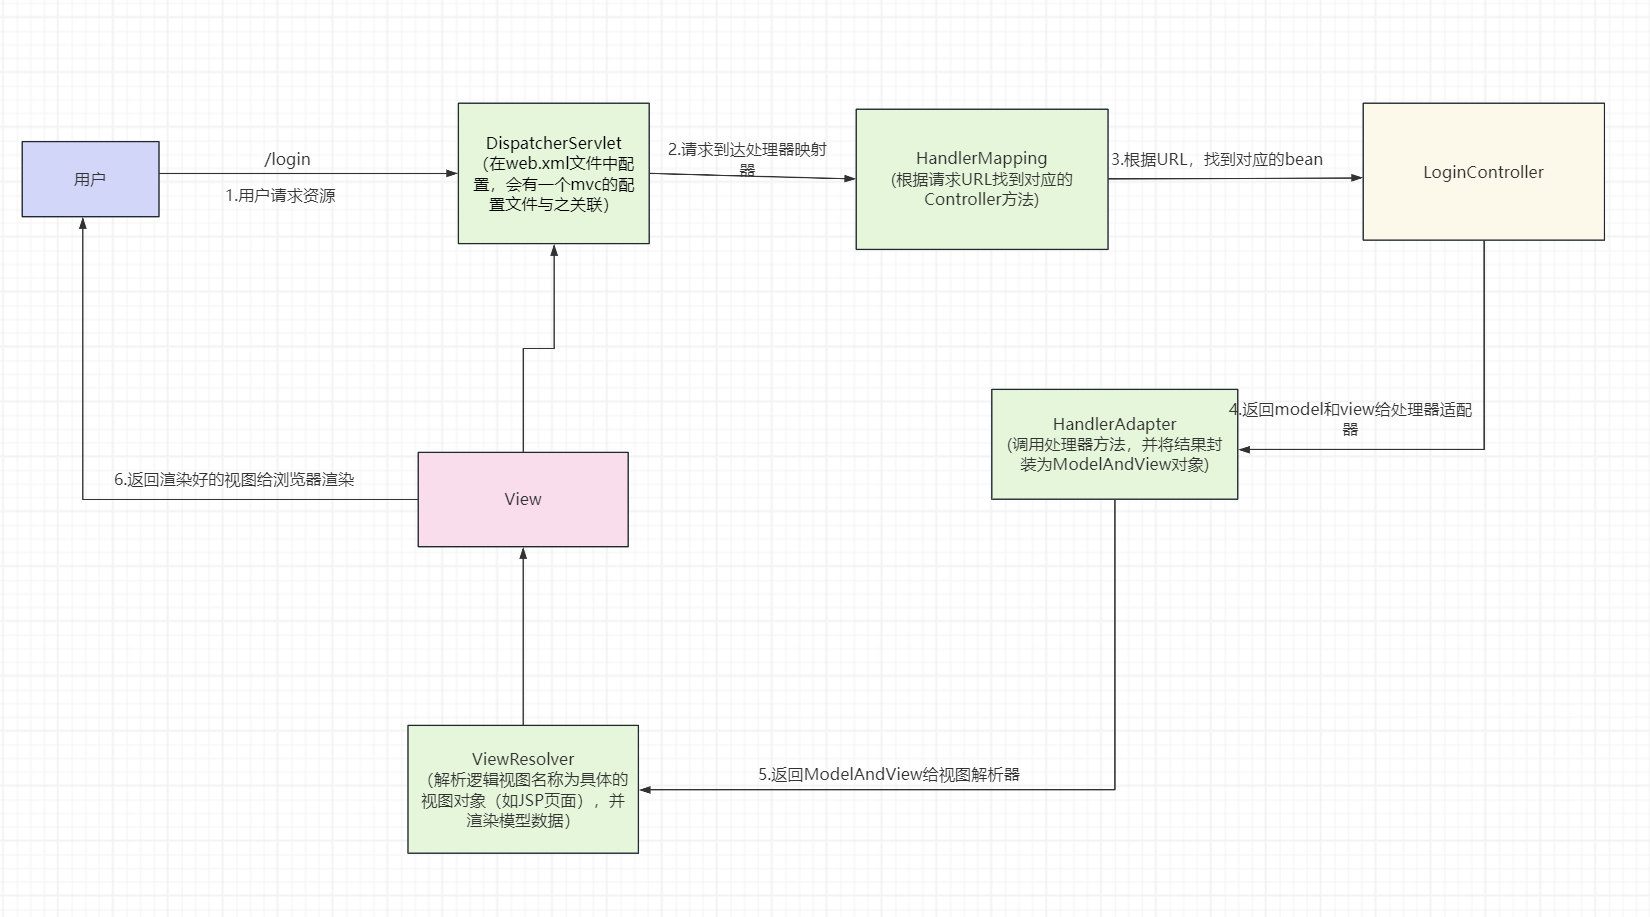 用户
/login
1.用户请求资源
DispatcherServlet
（在web.xml文件中配
置，会有一个mvc的配
置文件与之关联）
2.请求到达处理器映射
器
HandlerMapping
(根据请求URL找到对应的
Controller方法)
3.根据URL，找到对应的bean
LoginController
4.返回model和view给处理器适配
器
HandlerAdapter
(调用处理器方法，并将结果封
装为ModelAndView对象)
6.返回渲染好的视图给浏览器渲染
View
5.返回ModelAndView给视图解析器
ViewResolver
（解析逻辑视图名称为具体的
视图对象（如JSP页面），并
渲染模型数据）